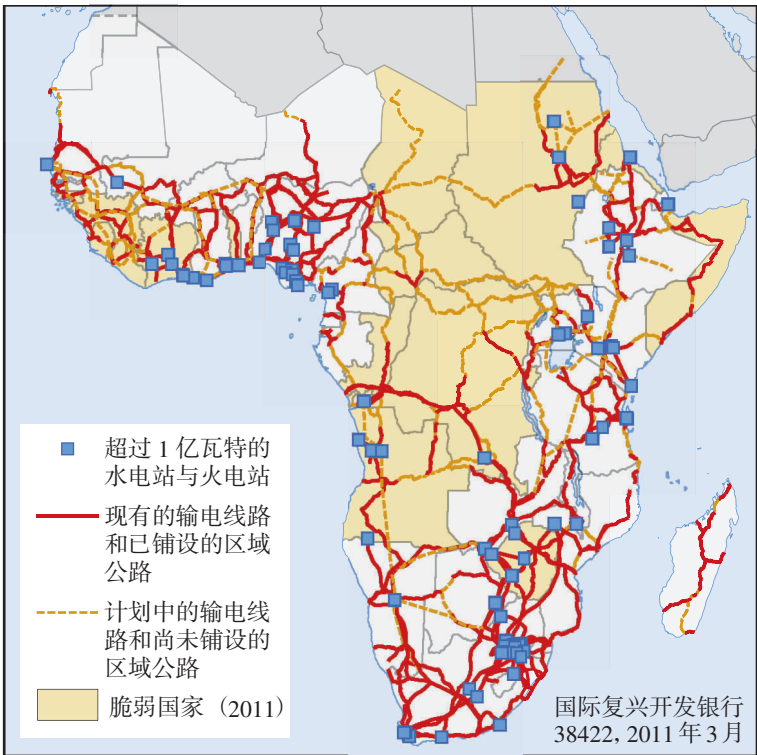 超过 1 亿瓦特的
水电站与火电站
现有的输电线路
和已铺设的区域
公路
计划中的输电线
路和尚未铺设的
区域公路
脆弱国家（2011）
国际复兴开发银行
38422, 2011 年 3 月